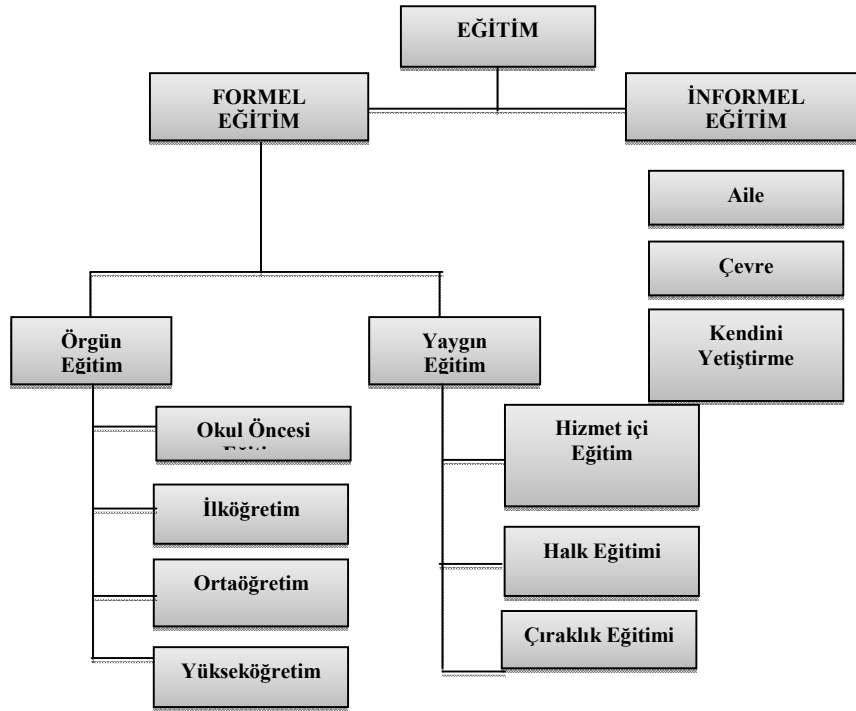 EĞİTİM
FORMEL
EĞİTİM
İNFORMEL
EĞİTİM
Aile
Çevre
Kendini
Yetiştirme
Örgün
Eğitim
Yaygın
Eğitim
Okul Öncesi
Hizmet içi
Eğitim
İlköğretim
Halk Eğitimi
Ortaöğretim
Çıraklık Eğitimi
Yükseköğretim